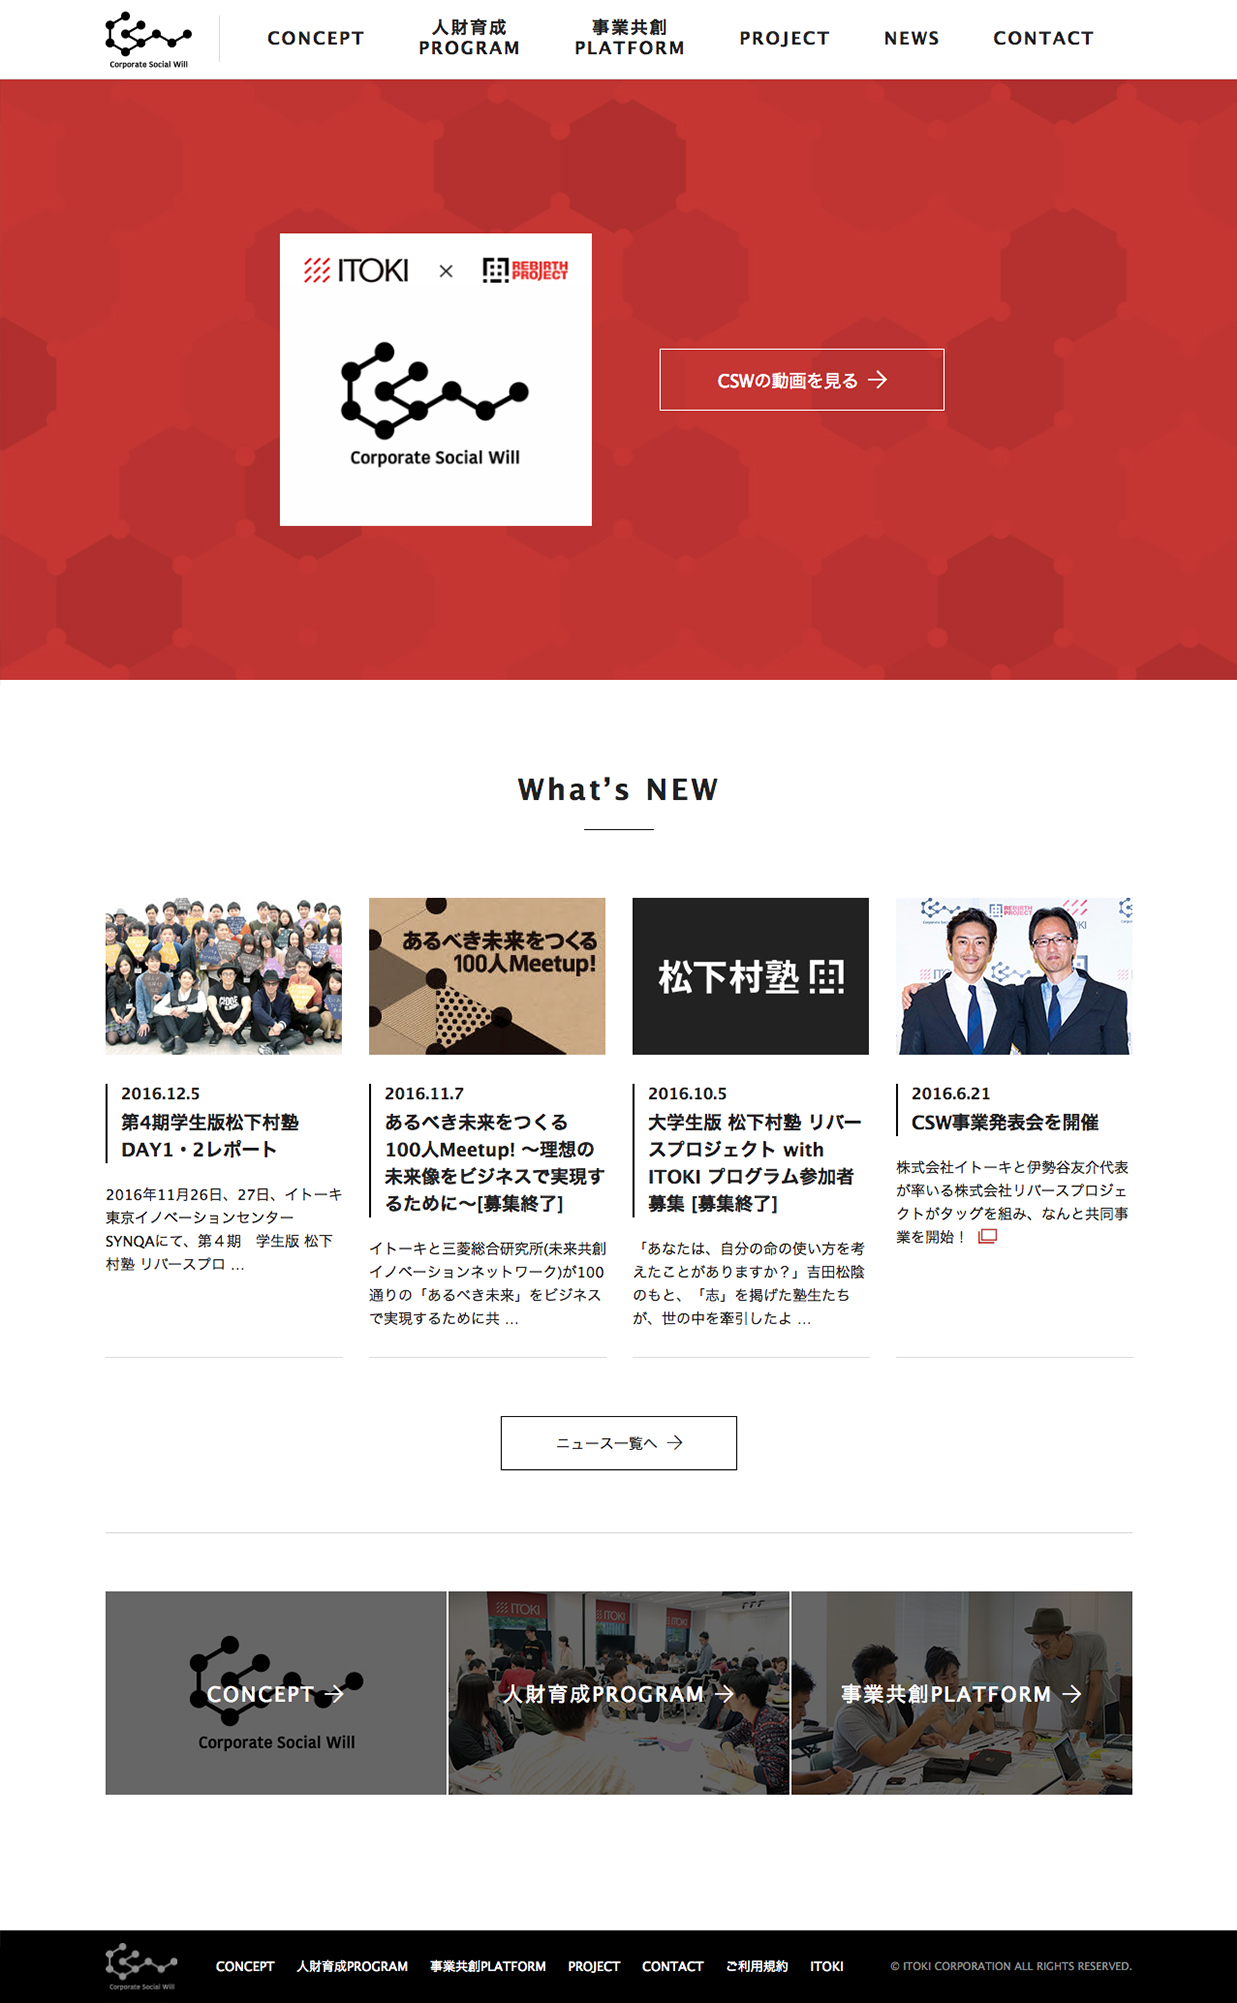 Corporate Social Will
CONCEPT
人財育成
PROGRAM
事業共創
PLATFORM
PROJECT
NEWS
CONTACT
ITOKI × REBIRTH PROJECT
Corporate Social Will
CSWの動画を見る
What's NEW
あるべき未来をつくる
100人Meetup!
松下村塾
REBIRTH PROJECT
ITOKI
2016.12.5
第4期学生版松下村塾
DAY1・2レポート
2016年11月26日、27日、イトーキ
東京イノベーションセンター
SYNQAにて、第４期　学生版 松下
村塾 リバースプロ …
2016.11.7
あるべき未来をつくる
100人Meetup! ～理想の
未来像をビジネスで実現す
るために～[募集終了]
イトーキと三菱総合研究所(未来共創
イノベーションネットワーク)が100
通りの「あるべき未来」をビジネス
で実現するために共 …
2016.10.5
大学生版 松下村塾 リバー
スプロジェクト with
ITOKI プログラム参加者
募集 [募集終了]
「あなたは、自分の命の使い方を考
えたことがありますか？」吉田松陰
のもと、「志」を掲げた塾生たち
が、世の中を牽引したよ …
2016.6.21
CSW事業発表会を開催
株式会社イトーキと伊勢谷友介代表
が率いる株式会社リバースプロジェ
クトがタッグを組み、なんと共同事
業を開始！
ニュース一覧へ
CONCEPT
Corporate Social Will
ITOKI
ITOKI
ITOKI
人財育成PROGRAM
事業共創PLATFORM
Corporate Social Will
CONCEPT 人財育成PROGRAM 事業共創PLATFORM PROJECT CONTACT ご利用規約 ITOKI
© ITOKI CORPORATION ALL RIGHTS RESERVED.